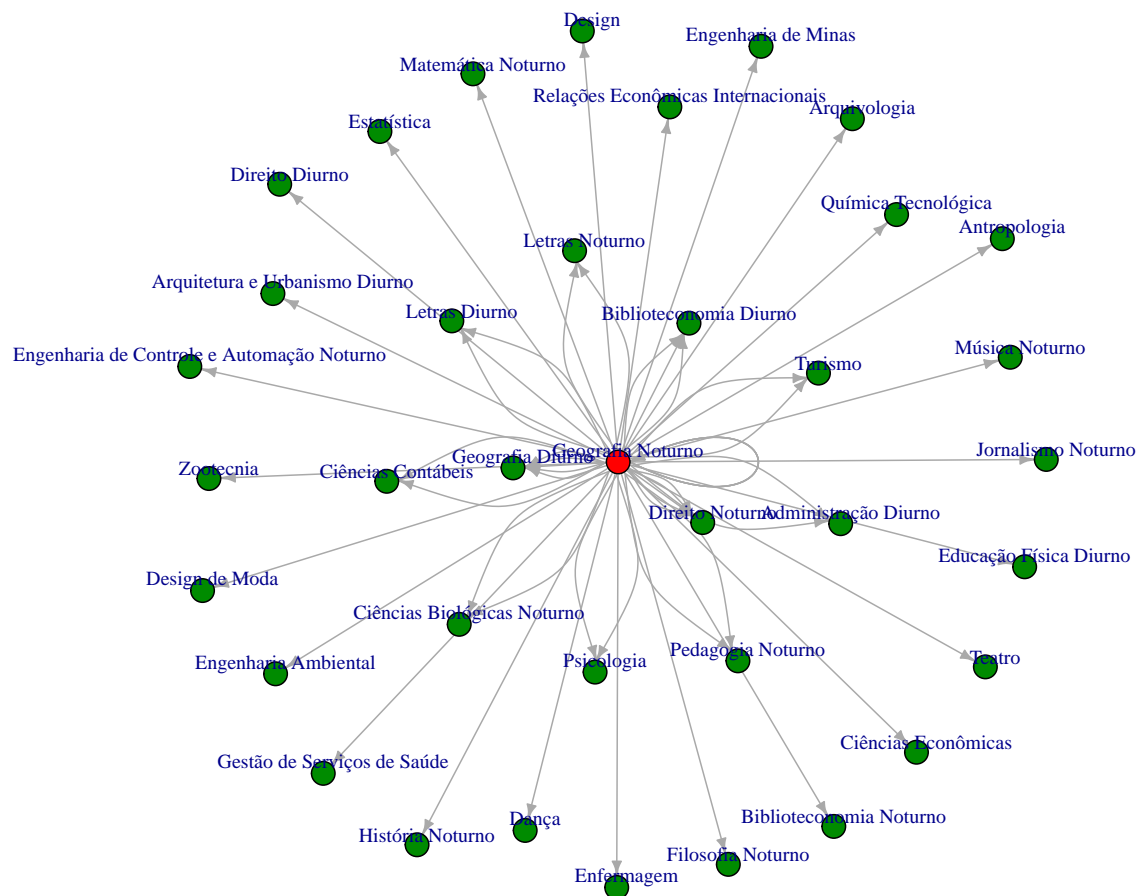 Design
Engenharia de Minas
Matemática Noturno
Relações Econômicas Internacionais
Arquivologia
Estatística
Direito Diurno
Química Tecnológica
Antropologia
Letras Noturno
Arquitetura e Urbanismo Diurno
Letras Diurno
Biblioteconomia Diurno
Engenharia de Controle e Automação Noturno
Turismo
Música Noturno
Geografia Noturno
Jornalismo Noturno
Geografia Diurno
Zootecnia
Ciências Contábeis
Direito Noturno
Administração Diurno
Educação Física Diurno
Design de Moda
Ciências Biológicas Noturno
Engenharia Ambiental
Psicologia
Pedagogia Noturno
Teatro
Ciências Econômicas
Gestão de Serviços de Saúde
Biblioteconomia Noturno
Dança
História Noturno
Filosofia Noturno
Enfermagem